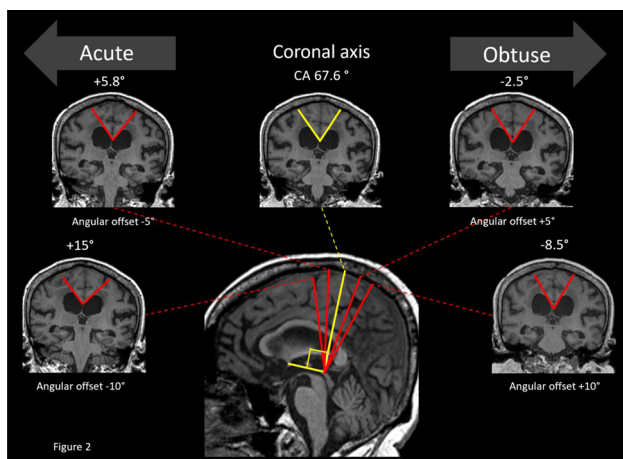 Acute
Coronal axis
Obtuse
+5.8°
CA 67.6 °
-2.5°
Angular offset -5°
Angular offset +5°
+15°
-8.5°
Angular offset -10°
Angular offset +10°
Figure 2